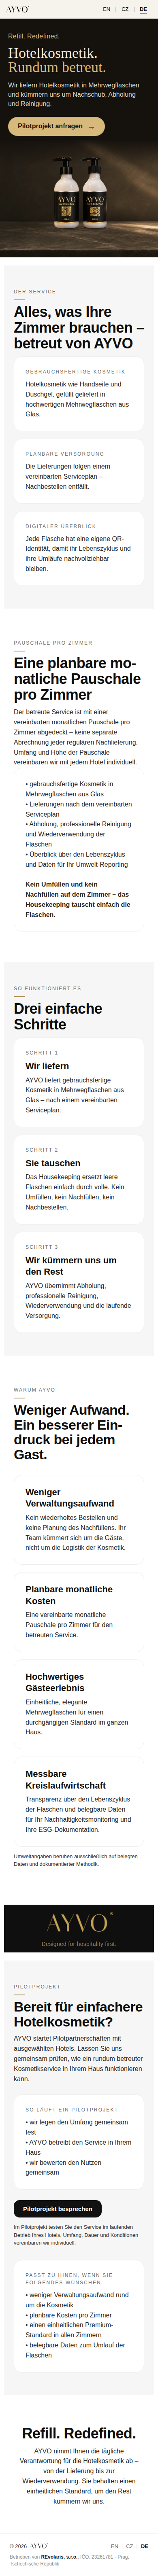 AYVO EN | CZ | DE
Refill. Redefined.
Hotelkosmetik.
Rundum betreut.
Wir liefern Hotelkosmetik in Mehrwegflaschen
und kümmern uns um Nachschub, Abholung
und Reinigung.
Pilotprojekt anfragen →
AYVO AYVO
DER SERVICE
Alles, was Ihre
Zimmer brauchen –
betreut von AYVO
GEBRAUCHSFERTIGE KOSMETIK
Hotelkosmetik wie Handseife und
Duschgel, gefüllt geliefert in
hochwertigen Mehrwegflaschen aus
Glas.
PLANBARE VERSORGUNG
Die Lieferungen folgen einem
vereinbarten Serviceplan –
Nachbestellen entfällt.
DIGITALER ÜBERBLICK
Jede Flasche hat eine eigene QR-
Identität, damit ihr Lebenszyklus und
ihre Umläufe nachvollziehbar
bleiben.
PAUSCHALE PRO ZIMMER
Eine planbare mo-
natliche Pauschale
pro Zimmer
Der betreute Service ist mit einer
vereinbarten monatlichen Pauschale pro
Zimmer abgedeckt – keine separate
Abrechnung jeder regulären Nachlieferung.
Umfang und Höhe der Pauschale
vereinbaren wir mit jedem Hotel individuell.
• gebrauchsfertige Kosmetik in
Mehrwegflaschen aus Glas
• Lieferungen nach dem vereinbarten
Serviceplan
• Abholung, professionelle Reinigung
und Wiederverwendung der
Flaschen
• Überblick über den Lebenszyklus
und Daten für Ihr Umwelt-Reporting
Kein Umfüllen und kein
Nachfüllen auf dem Zimmer – das
Housekeeping tauscht einfach die
Flaschen.
SO FUNKTIONIERT ES
Drei einfache
Schritte
SCHRITT 1
Wir liefern
AYVO liefert gebrauchsfertige
Kosmetik in Mehrwegflaschen aus
Glas – nach einem vereinbarten
Serviceplan.
SCHRITT 2
Sie tauschen
Das Housekeeping ersetzt leere
Flaschen einfach durch volle. Kein
Umfüllen, kein Nachfüllen, kein
Nachbestellen.
SCHRITT 3
Wir kümmern uns um
den Rest
AYVO übernimmt Abholung,
professionelle Reinigung,
Wiederverwendung und die laufende
Versorgung.
WARUM AYVO
Weniger Aufwand.
Ein besserer Ein-
druck bei jedem
Gast.
Weniger
Verwaltungsaufwand
Kein wiederholtes Bestellen und
keine Planung des Nachfüllens. Ihr
Team kümmert sich um die Gäste,
nicht um die Logistik der Kosmetik.
Planbare monatliche
Kosten
Eine vereinbarte monatliche
Pauschale pro Zimmer für den
betreuten Service.
Hochwertiges
Gästeerlebnis
Einheitliche, elegante
Mehrwegflaschen für einen
durchgängigen Standard im ganzen
Haus.
Messbare
Kreislaufwirtschaft
Transparenz über den Lebenszyklus
der Flaschen und belegbare Daten
für Ihr Nachhaltigkeitsmonitoring und
Ihre ESG-Dokumentation.
Umweltangaben beruhen ausschließlich auf belegten
Daten und dokumentierter Methodik.
AYVO®
Designed for hospitality first.
PILOTPROJEKT
Bereit für einfachere
Hotelkosmetik?
AYVO startet Pilotpartnerschaften mit
ausgewählten Hotels. Lassen Sie uns
gemeinsam prüfen, wie ein rundum betreuter
Kosmetikservice in Ihrem Haus funktionieren
kann.
SO LÄUFT EIN PILOTPROJEKT
• wir legen den Umfang gemeinsam
fest
• AYVO betreibt den Service in Ihrem
Haus
• wir bewerten den Nutzen
gemeinsam
Pilotprojekt besprechen
Im Pilotprojekt testen Sie den Service im laufenden
Betrieb Ihres Hotels. Umfang, Dauer und Konditionen
vereinbaren wir individuell.
PASST ZU IHNEN, WENN SIE
FOLGENDES WÜNSCHEN
• weniger Verwaltungsaufwand rund
um die Kosmetik
• planbare Kosten pro Zimmer
• einen einheitlichen Premium-
Standard in allen Zimmern
• belegbare Daten zum Umlauf der
Flaschen
Refill. Redefined.
AYVO nimmt Ihnen die tägliche
Verantwortung für die Hotelkosmetik ab –
von der Lieferung bis zur
Wiederverwendung. Sie behalten einen
einheitlichen Standard, um den Rest
kümmern wir uns.
© 2026 AYVO EN | CZ | DE
Betrieben von REvolaris, s.r.o. IČO 23261781 · Prag,
Tschechische Republik